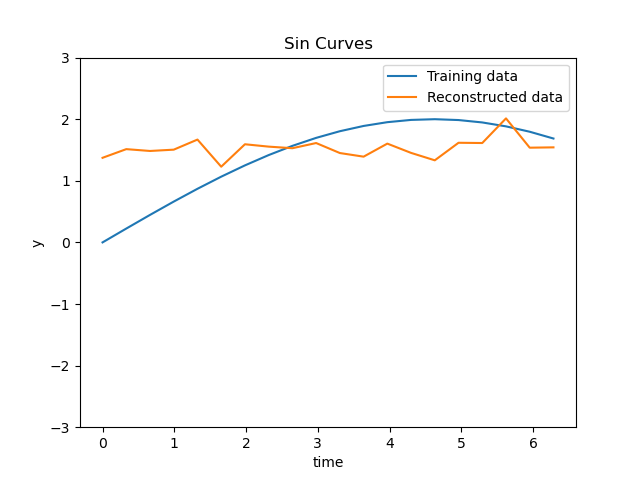 Sin Curves
Training data
Reconstructed data
3
2
1
0
−1
−2
−3
y
0 1 2 3 4 5 6
time